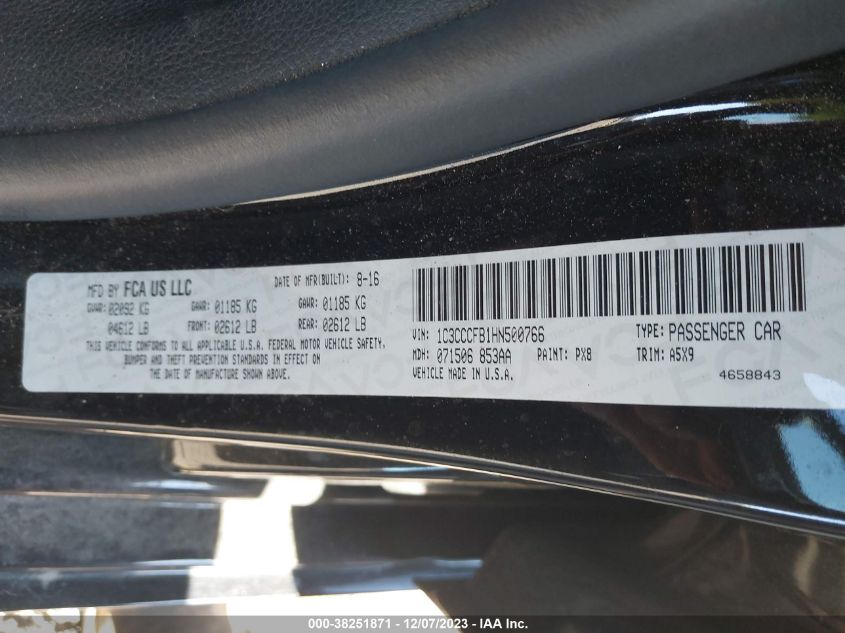 MFD BY FCA US LLC DATE OF MFR(BUILT): 8-16
GVWR: 02092 KG GAWR: 01185 KG GAWR: 01185 KG
04612 LB FRONT: 02612 LB REAR: 02612 LB
THIS VEHICLE CONFORMS TO ALL APPLICABLE U.S.A. FEDERAL MOTOR VEHICLE SAFETY,
BUMPER AND THEFT PREVENTION STANDARDS IN EFFECT ON
THE DATE OF MANUFACTURE SHOWN ABOVE.
VIN: 1C3CCCFB1HN500766 TYPE: PASSENGER CAR
MDH: 071506 853AA PAINT: PX8 TRIM: A5X9
VEHICLE MADE IN U.S.A. 4658843
000-38251871 - 12/07/2023 - IAA Inc.